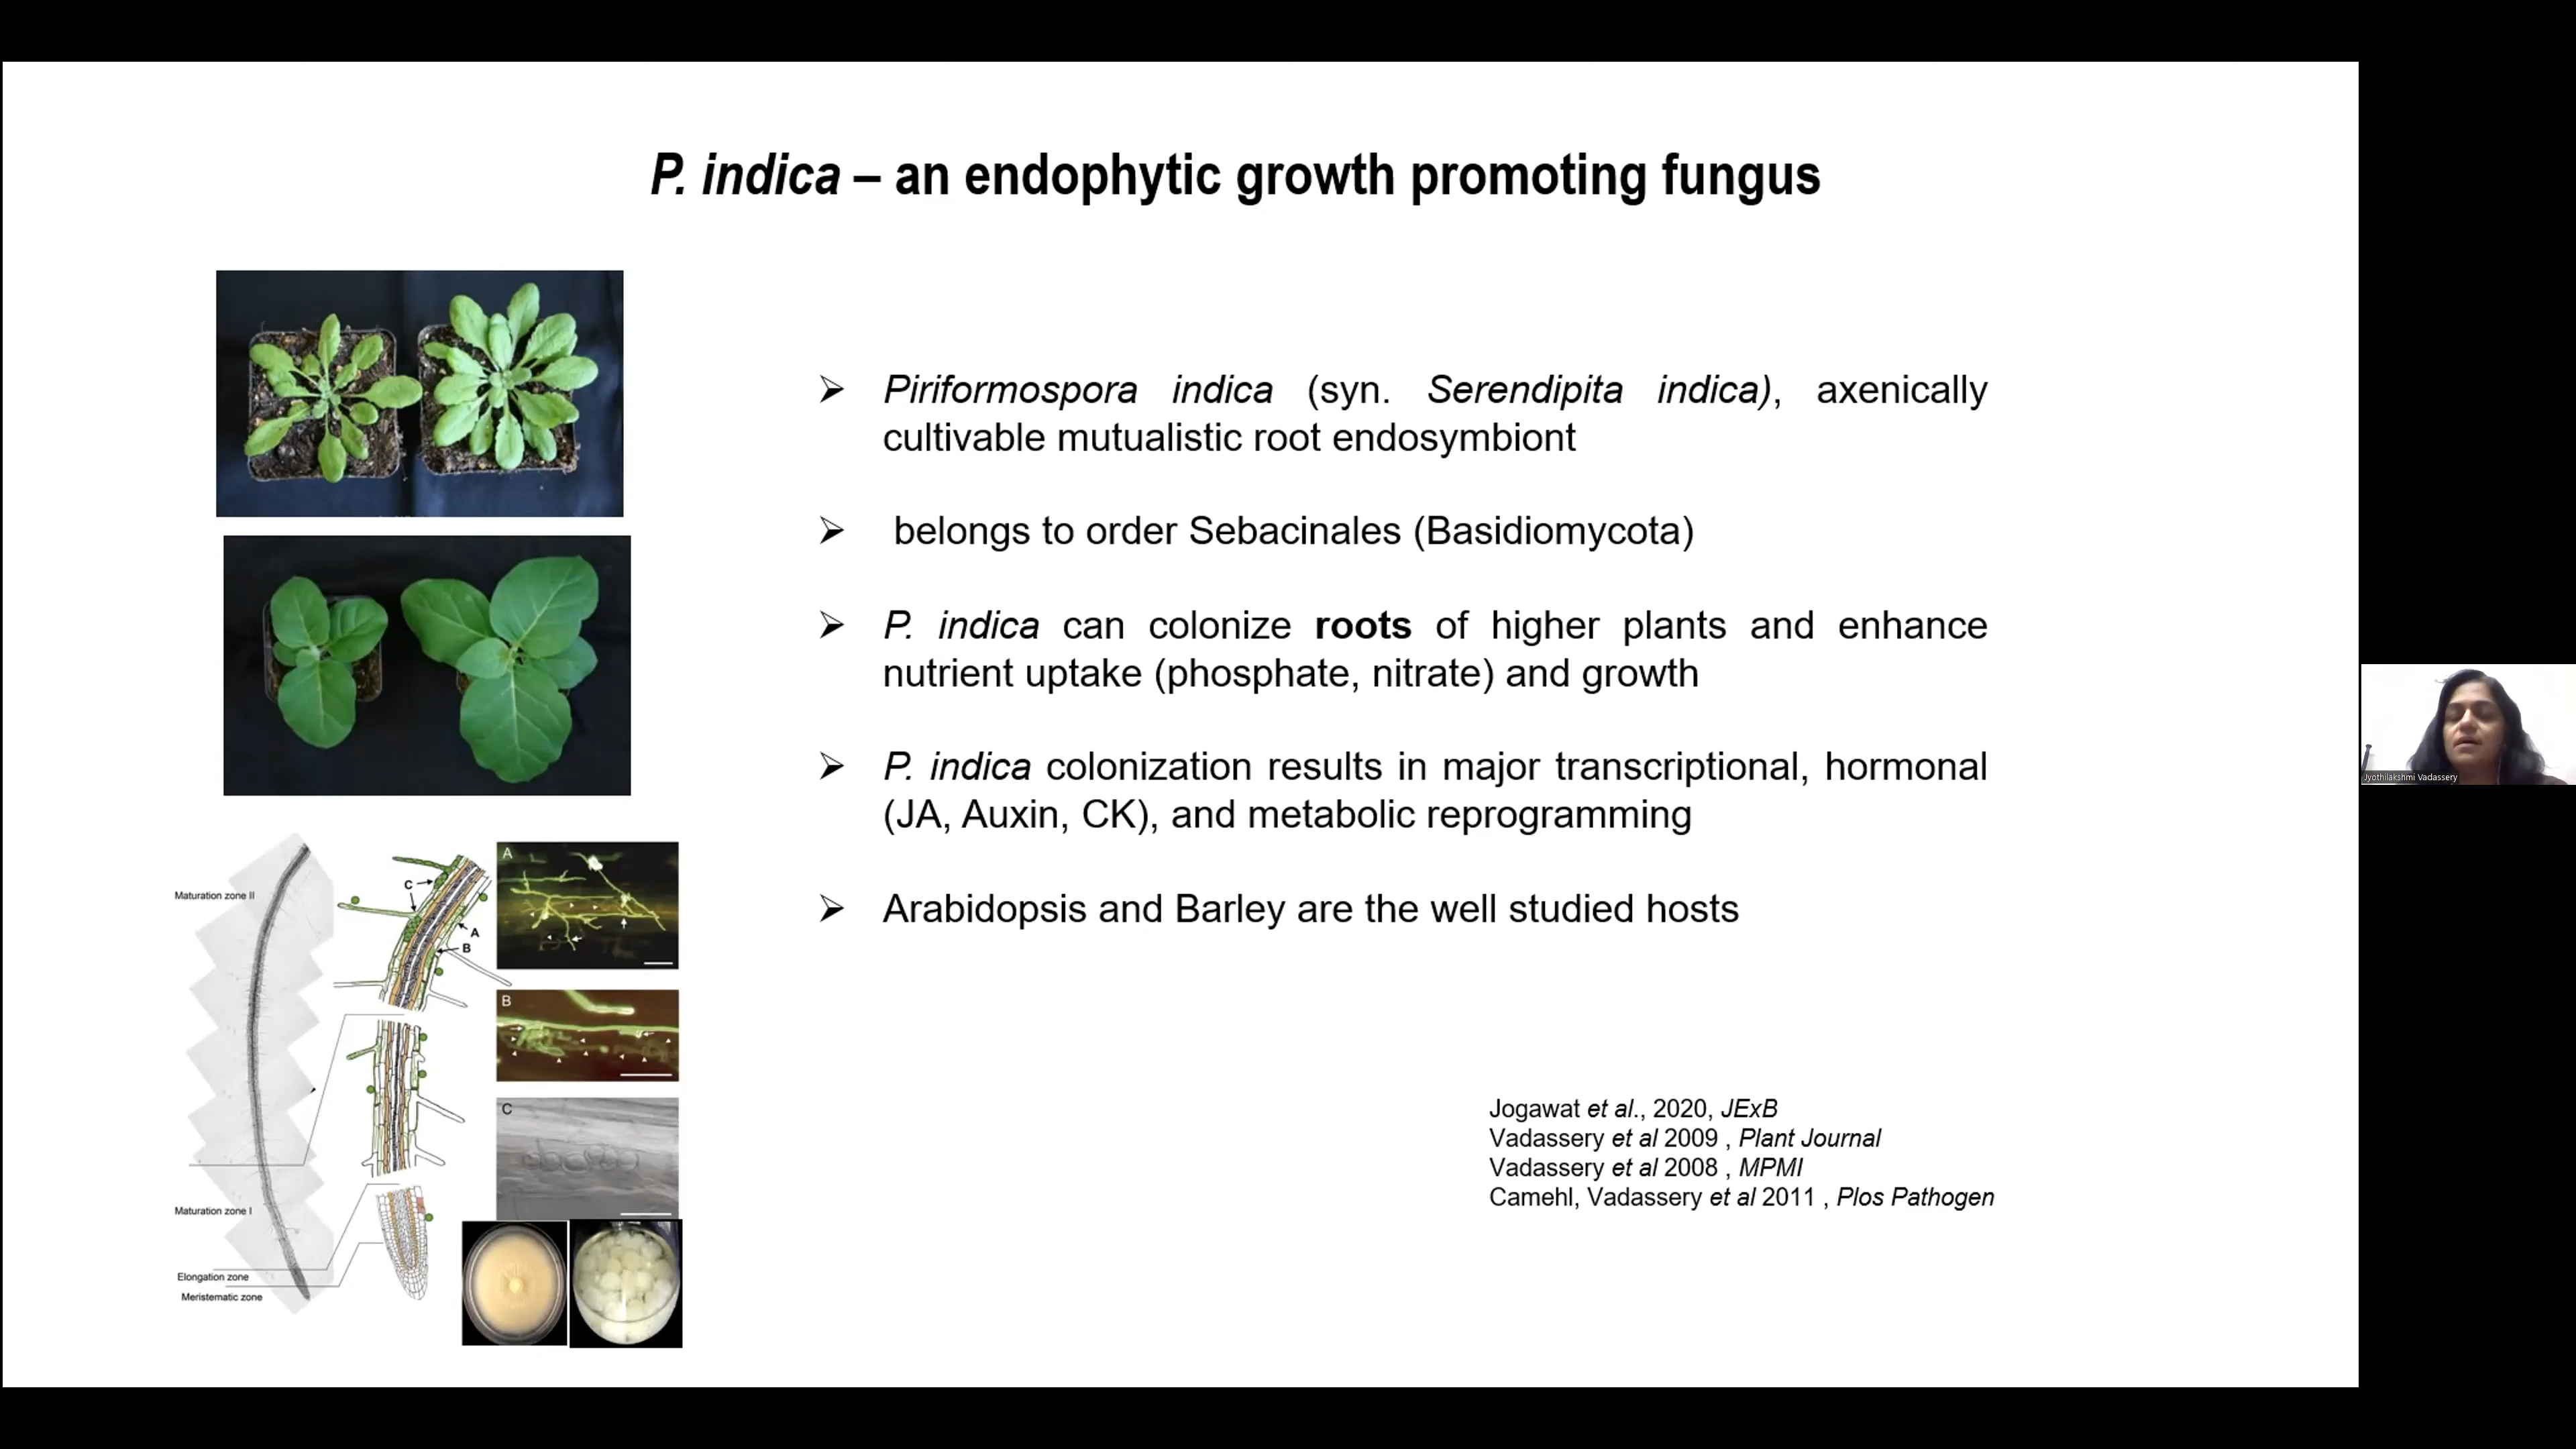 P. indica – an endophytic growth promoting fungus
➢ Piriformospora indica (syn. Serendipita indica), axenically
cultivable mutualistic root endosymbiont
➢ belongs to order Sebacinales (Basidiomycota)
➢ P. indica can colonize roots of higher plants and enhance
nutrient uptake (phosphate, nitrate) and growth
➢ P. indica colonization results in major transcriptional, hormonal
(JA, Auxin, CK), and metabolic reprogramming
➢ Arabidopsis and Barley are the well studied hosts
Maturation zone II
C
A
B
Maturation zone I
Elongation zone
Meristematic zone
A
B
C
Jogawat et al., 2020, JExB
Vadassery et al 2009 , Plant Journal
Vadassery et al 2008 , MPMI
Camehl, Vadassery et al 2011 , Plos Pathogen
Jyothilakshmi Vadassery